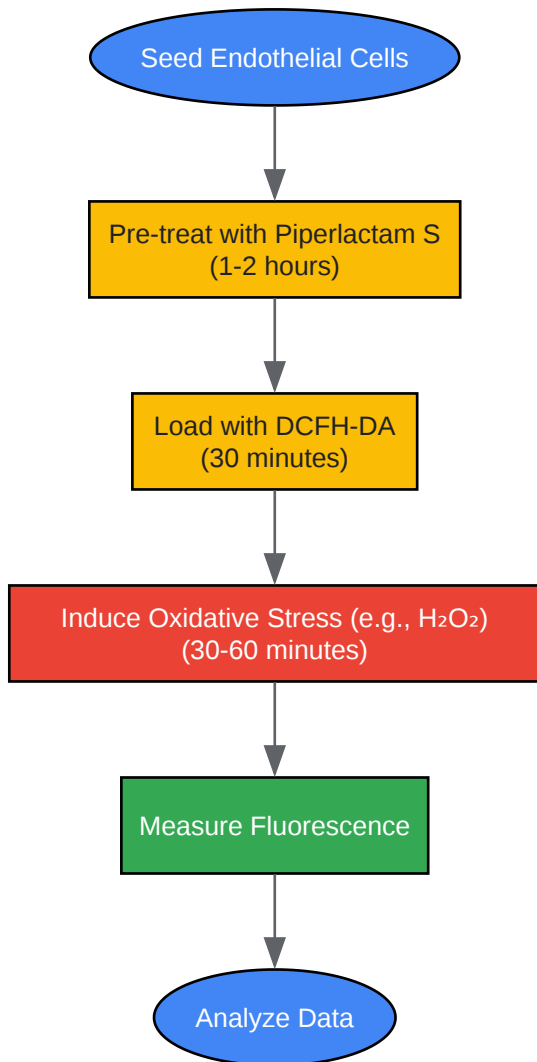 Seed Endothelial Cells
Pre-treat with Piperlactam S
(1-2 hours)
Load with DCFH-DA
(30 minutes)
Induce Oxidative Stress (e.g., H₂O₂)
(30-60 minutes)
Measure Fluorescence
Analyze Data